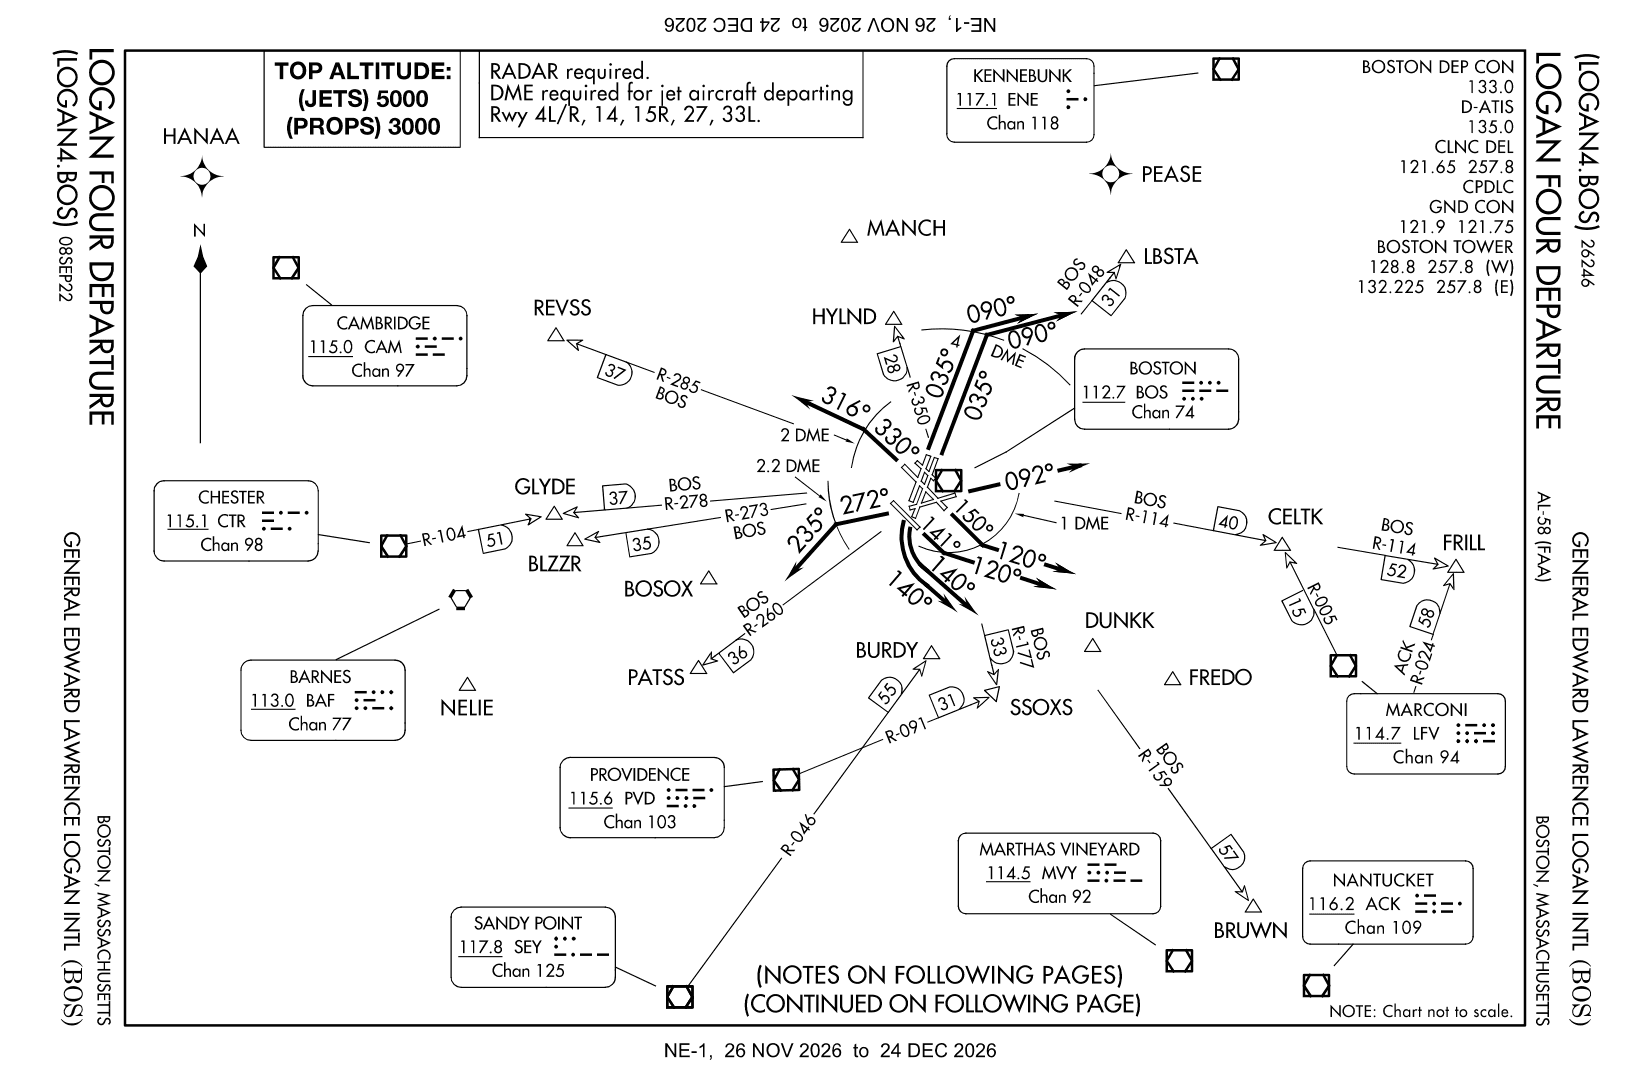 NE-1, 26 NOV 2026 to 24 DEC 2026
(LOGAN4.BOS) 08SEP22
LOGAN FOUR DEPARTURE
GENERAL EDWARD LAWRENCE LOGAN INTL (BOS)
BOSTON, MASSACHUSETTS
(LOGAN4.BOS) 26246
LOGAN FOUR DEPARTURE
AL-58 (FAA)
GENERAL EDWARD LAWRENCE LOGAN INTL (BOS)
BOSTON, MASSACHUSETTS
TOP ALTITUDE:
(JETS) 5000
(PROPS) 3000
RADAR required.
DME required for jet aircraft departing
Rwy 4L/R, 14, 15R, 27, 33L.
KENNEBUNK
117.1 ENE
Chan 118
BOSTON DEP CON
133.0
D-ATIS
135.0
CLNC DEL
121.65 257.8
CPDLC
GND CON
121.9 121.75
BOSTON TOWER
128.8 257.8 (W)
132.225 257.8 (E)
HANAA
N
PEASE
MANCH
LBSTA
BOS
R-048
31
CAMBRIDGE
115.0 CAM
Chan 97
REVSS
37
R-285
BOS
HYLND
28
R-350
090°
090°
4
DME
035°
035°
BOSTON
112.7 BOS
Chan 74
316°
330°
2 DME
2.2 DME
272°
235°
092°
1 DME
150°
141°
120°
120°
140°
140°
CHESTER
115.1 CTR
Chan 98
R-104
51
GLYDE
37
BOS
R-278
BLZZR
35
R-273
BOS
BOSOX
BOS
R-260
36
PATSS
BOS
R-114
40
CELTK
BOS
R-114
52
FRILL
15
R-005
ACK
R-024
58
MARCONI
114.7 LFV
Chan 94
BARNES
113.0 BAF
Chan 77
NELIE
BURDY
55
R-046
33
BOS
R-177
SSOXS
R-091
31
DUNKK
FREDO
BOS
R-159
57
BRUWN
PROVIDENCE
115.6 PVD
Chan 103
SANDY POINT
117.8 SEY
Chan 125
MARTHAS VINEYARD
114.5 MVY
Chan 92
NANTUCKET
116.2 ACK
Chan 109
(NOTES ON FOLLOWING PAGES)
(CONTINUED ON FOLLOWING PAGE)
NOTE: Chart not to scale.
NE-1, 26 NOV 2026 to 24 DEC 2026